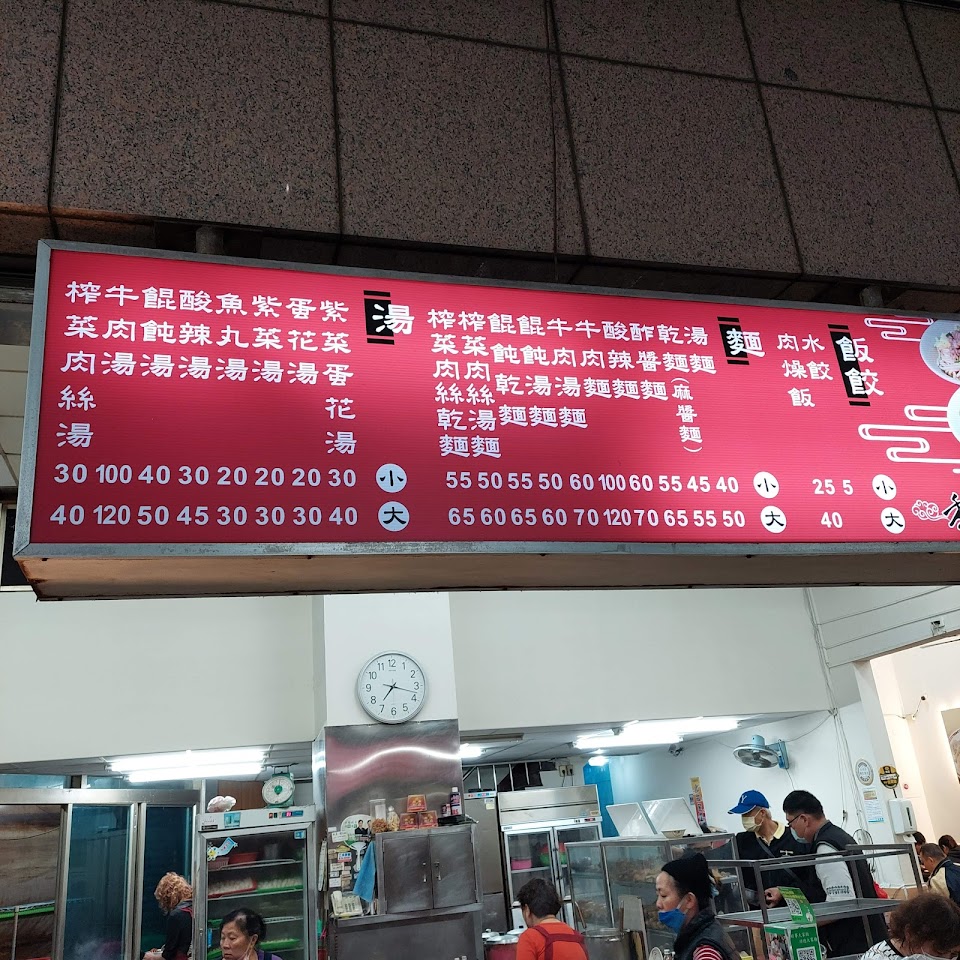 飯餃
水餃
肉燥飯
25 5 小
40 大
麵
湯麵
乾麵(麻醬麵)
酢醬麵
酸辣麵
牛肉麵
牛肉湯麵
餛飩湯麵
餛飩乾麵
榨菜肉絲湯麵
榨菜肉絲乾麵
55 50 55 50 60 100 60 55 45 40 小
65 60 65 60 70 120 70 65 55 50 大
湯
紫菜蛋花湯
蛋花湯
紫菜湯
魚丸湯
酸辣湯
餛飩湯
牛肉湯
榨菜肉絲湯
30 100 40 30 20 20 20 30 小
40 120 50 45 30 30 30 40 大